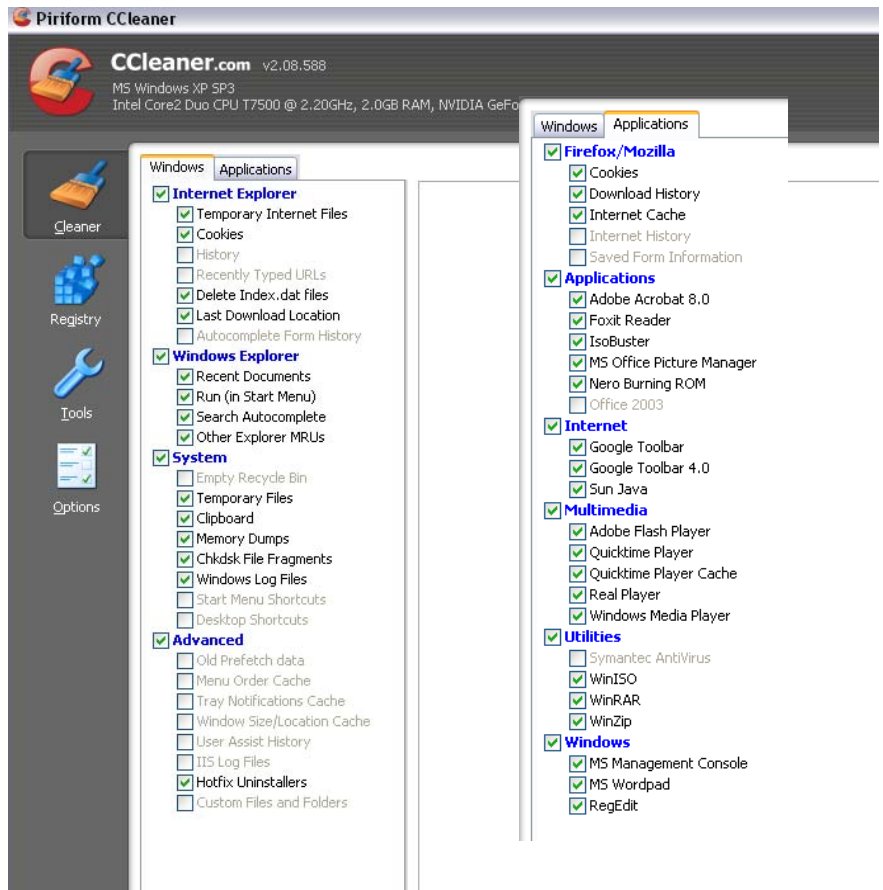 Piriform CCleaner
CCleaner.com v2.08.588
MS Windows XP SP3
Intel Core2 Duo CPU T7500 @ 2.20GHz, 2.0GB RAM, NVIDIA GeFo
Cleaner
Registry
Tools
Options
Windows Applications
Internet Explorer
Temporary Internet Files
Cookies
History
Recently Typed URLs
Delete Index.dat files
Last Download Location
Autocomplete Form History
Windows Explorer
Recent Documents
Run (in Start Menu)
Search Autocomplete
Other Explorer MRUs
System
Empty Recycle Bin
Temporary Files
Clipboard
Memory Dumps
Chkdsk File Fragments
Windows Log Files
Start Menu Shortcuts
Desktop Shortcuts
Advanced
Old Prefetch data
Menu Order Cache
Tray Notifications Cache
Window Size/Location Cache
User Assist History
IIS Log Files
Hotfix Uninstallers
Custom Files and Folders
Windows Applications
Firefox/Mozilla
Cookies
Download History
Internet Cache
Internet History
Saved Form Information
Applications
Adobe Acrobat 8.0
Foxit Reader
IsoBuster
MS Office Picture Manager
Nero Burning ROM
Office 2003
Internet
Google Toolbar
Google Toolbar 4.0
Sun Java
Multimedia
Adobe Flash Player
Quicktime Player
Quicktime Player Cache
Real Player
Windows Media Player
Utilities
Symantec AntiVirus
WinISO
WinRAR
WinZip
Windows
MS Management Console
MS Wordpad
RegEdit